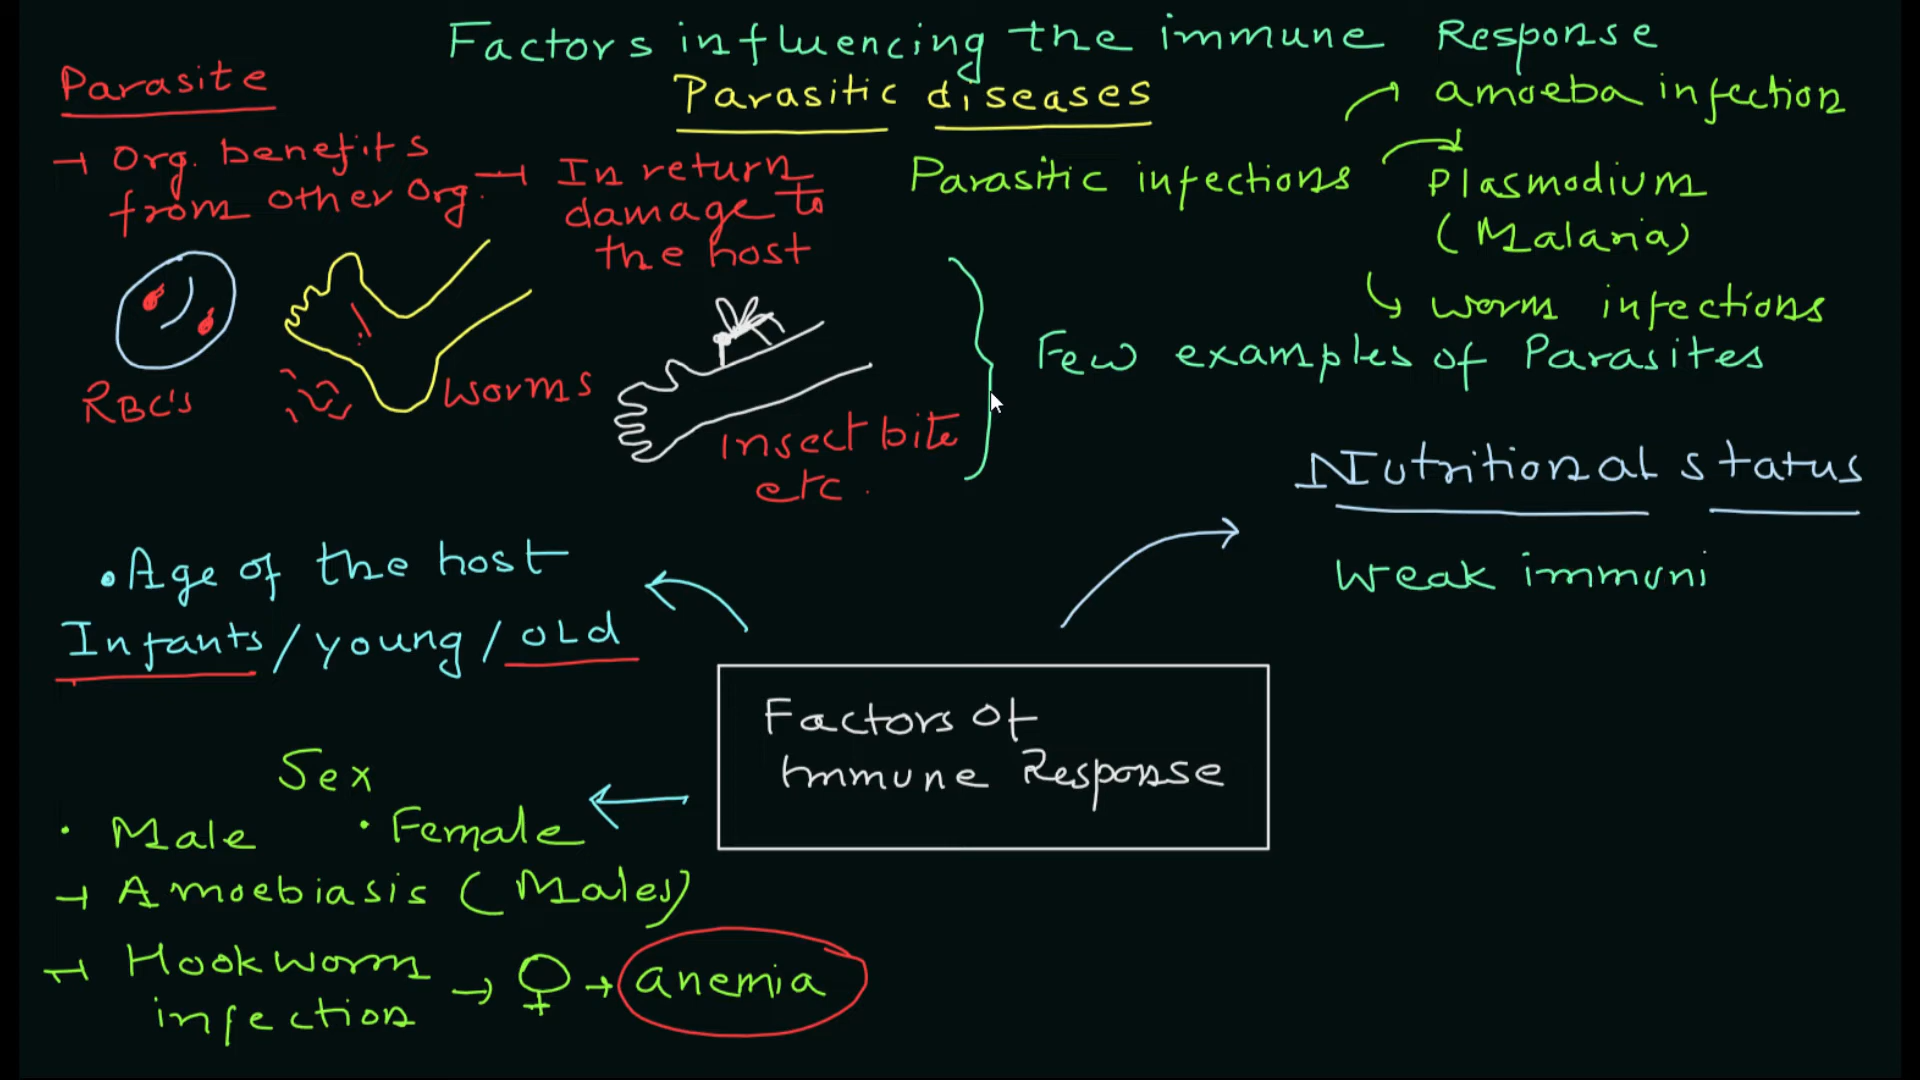 Factors influencing the immune Response
Parasitic diseases
Parasite
→ Org. benefits
from other Org.
→ In return
damage to
the host
RBC's
Worms
Insect bite
etc.
Parasitic infections
amoeba infection
Plasmodium
(Malaria)
worm infections
Few examples of Parasites
Nutritional status
Weak immuni
• Age of the host
Infants / young / old
Factors of
Immune Response
Sex
• Male • Female
→ Amoebiasis (Males)
→ Hookworm
infection → ♀ → anemia